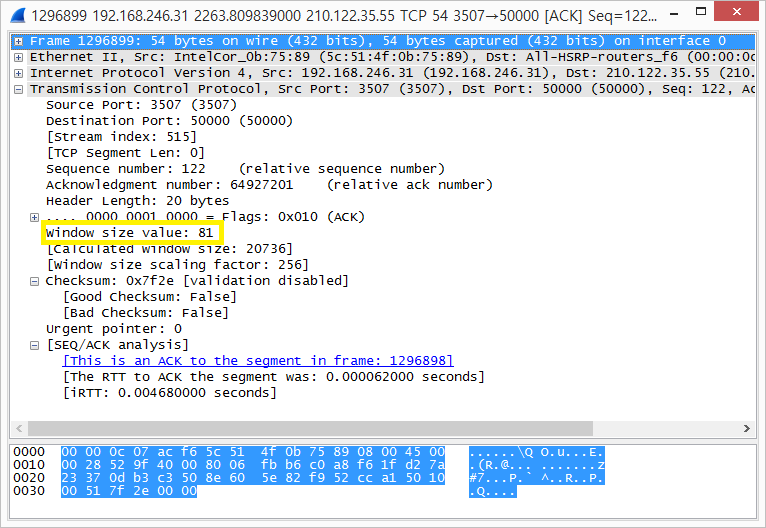 1296899 192.168.246.31 2263.809839000 210.122.35.55 TCP 54 3507→50000 [ACK] Seq=122...
Frame 1296899: 54 bytes on wire (432 bits), 54 bytes captured (432 bits) on interface 0
Ethernet II, Src: IntelCor_0b:75:89 (5c:51:4f:0b:75:89), Dst: All-HSRP-routers_f6 (00:00:0c
Internet Protocol Version 4, Src: 192.168.246.31 (192.168.246.31), Dst: 210.122.35.55 (210.
Transmission Control Protocol, Src Port: 3507 (3507), Dst Port: 50000 (50000), Seq: 122, Ac
Source Port: 3507 (3507)
Destination Port: 50000 (50000)
[Stream index: 515]
[TCP Segment Len: 0]
Sequence number: 122 (relative sequence number)
Acknowledgment number: 64927201 (relative ack number)
Header Length: 20 bytes
.... 0000 0001 0000 = Flags: 0x010 (ACK)
Window size value: 81
[Calculated window size: 20736]
[Window size scaling factor: 256]
Checksum: 0x7f2e [validation disabled]
[Good Checksum: False]
[Bad Checksum: False]
Urgent pointer: 0
[SEQ/ACK analysis]
[This is an ACK to the segment in frame: 1296898]
[The RTT to ACK the segment was: 0.000062000 seconds]
[iRTT: 0.004680000 seconds]
0000 00 00 0c 07 ac f6 5c 51 4f 0b 75 89 08 00 45 00 ......\Q O.u...E.
0010 00 28 52 9f 40 00 80 06 fb b6 c0 a8 f6 1f d2 7a .(R.@... .......z
0020 23 37 0d b3 c3 50 8e 60 5e 82 f9 52 cc a1 50 10 #7...P.` ^..R..P.
0030 00 51 7f 2e 00 00 .Q....